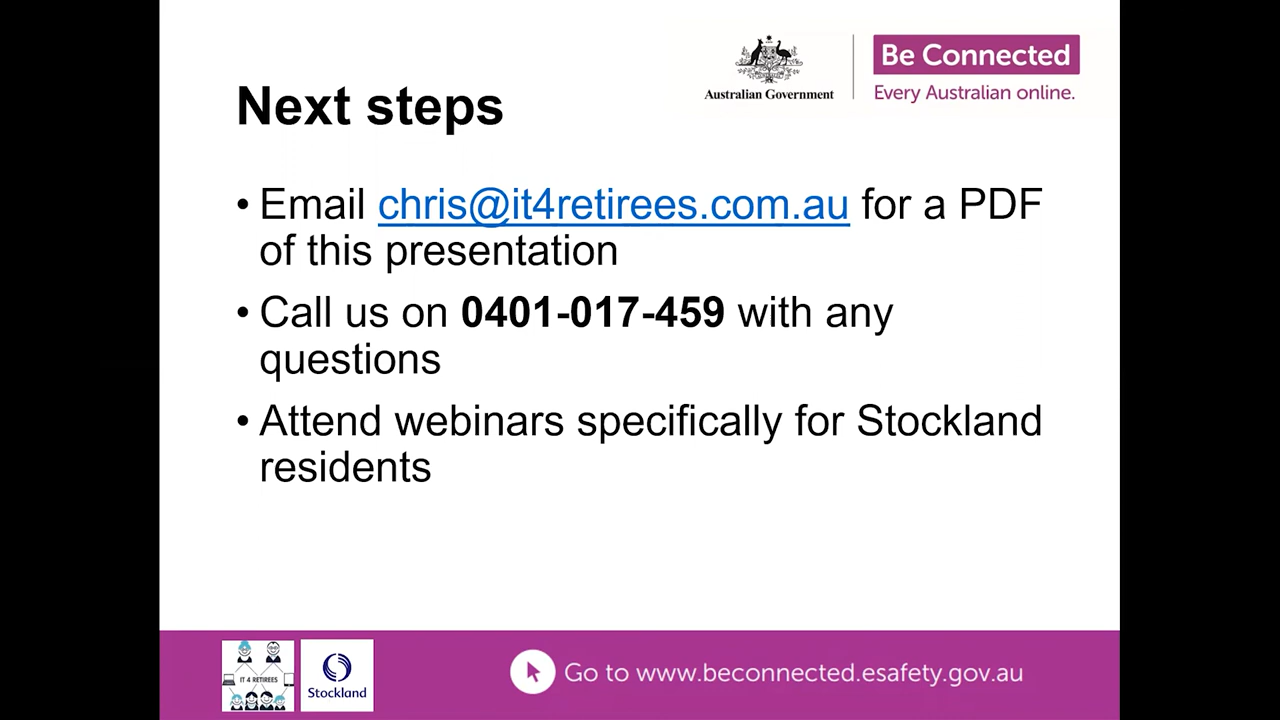 Australian Government
Be Connected
Every Australian online.
Next steps
• Email chris@it4retirees.com.au for a PDF
of this presentation
• Call us on 0401-017-459 with any
questions
• Attend webinars specifically for Stockland
residents
IT 4 RETIREES
Stockland
Go to www.beconnected.esafety.gov.au